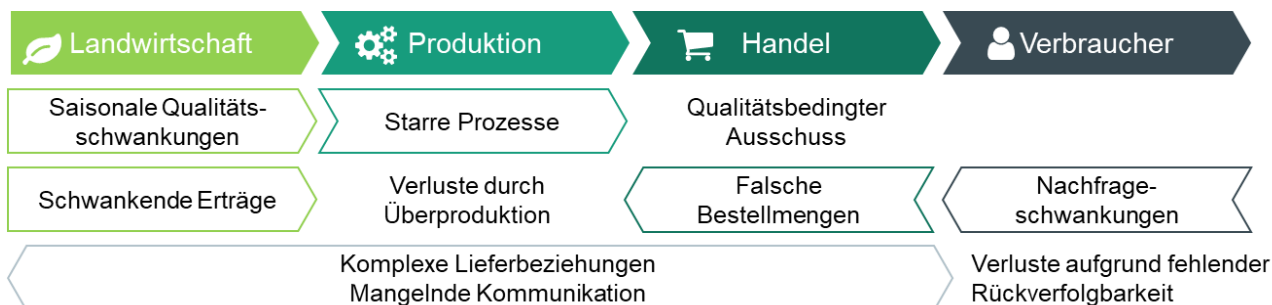 Landwirtschaft
Produktion
Handel
Verbraucher
Saisonale Qualitäts-
schwankungen
Starre Prozesse
Qualitätsbedingter
Ausschuss
Schwankende Erträge
Verluste durch
Überproduktion
Falsche
Bestellmengen
Nachfrage-
schwankungen
Komplexe Lieferbeziehungen
Mangelnde Kommunikation
Verluste aufgrund fehlender
Rückverfolgbarkeit